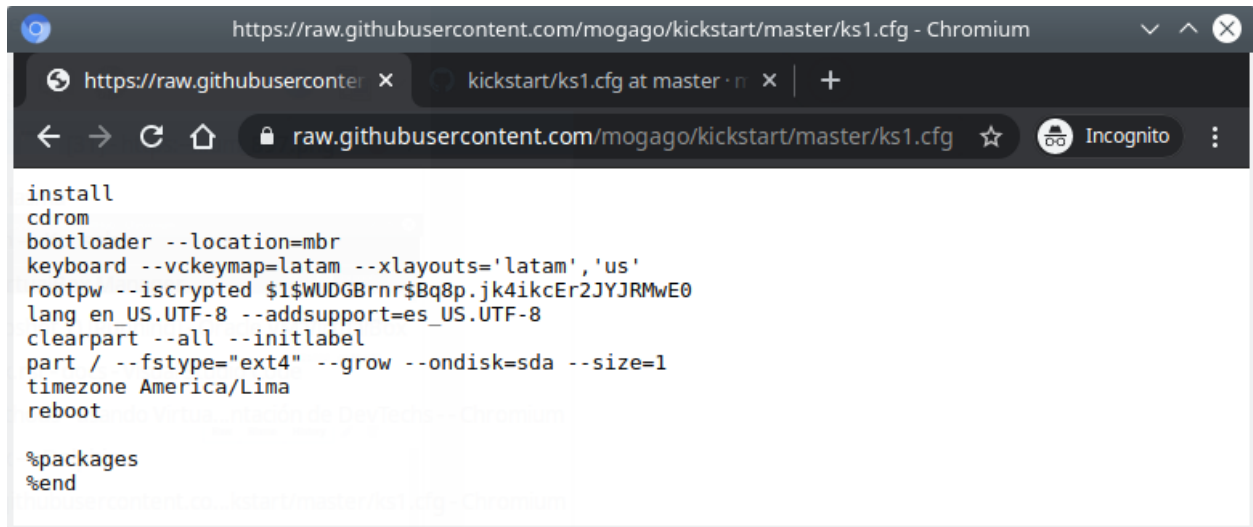 https://raw.githubusercontent.com/mogago/kickstart/master/ks1.cfg - Chromium
https://raw.githubuserconter
kickstart/ks1.cfg at master · m
raw.githubusercontent.com/mogago/kickstart/master/ks1.cfg
Incognito
install
cdrom
bootloader --location=mbr
keyboard --vckeymap=latam --xlayouts='latam','us'
rootpw --iscrypted $1$WUDGBrnr$Bq8p.jk4ikcEr2JYJRMwE0
lang en_US.UTF-8 --addsupport=es_US.UTF-8
clearpart --all --initlabel
part / --fstype="ext4" --grow --ondisk=sda --size=1
timezone America/Lima
reboot
%packages
%end